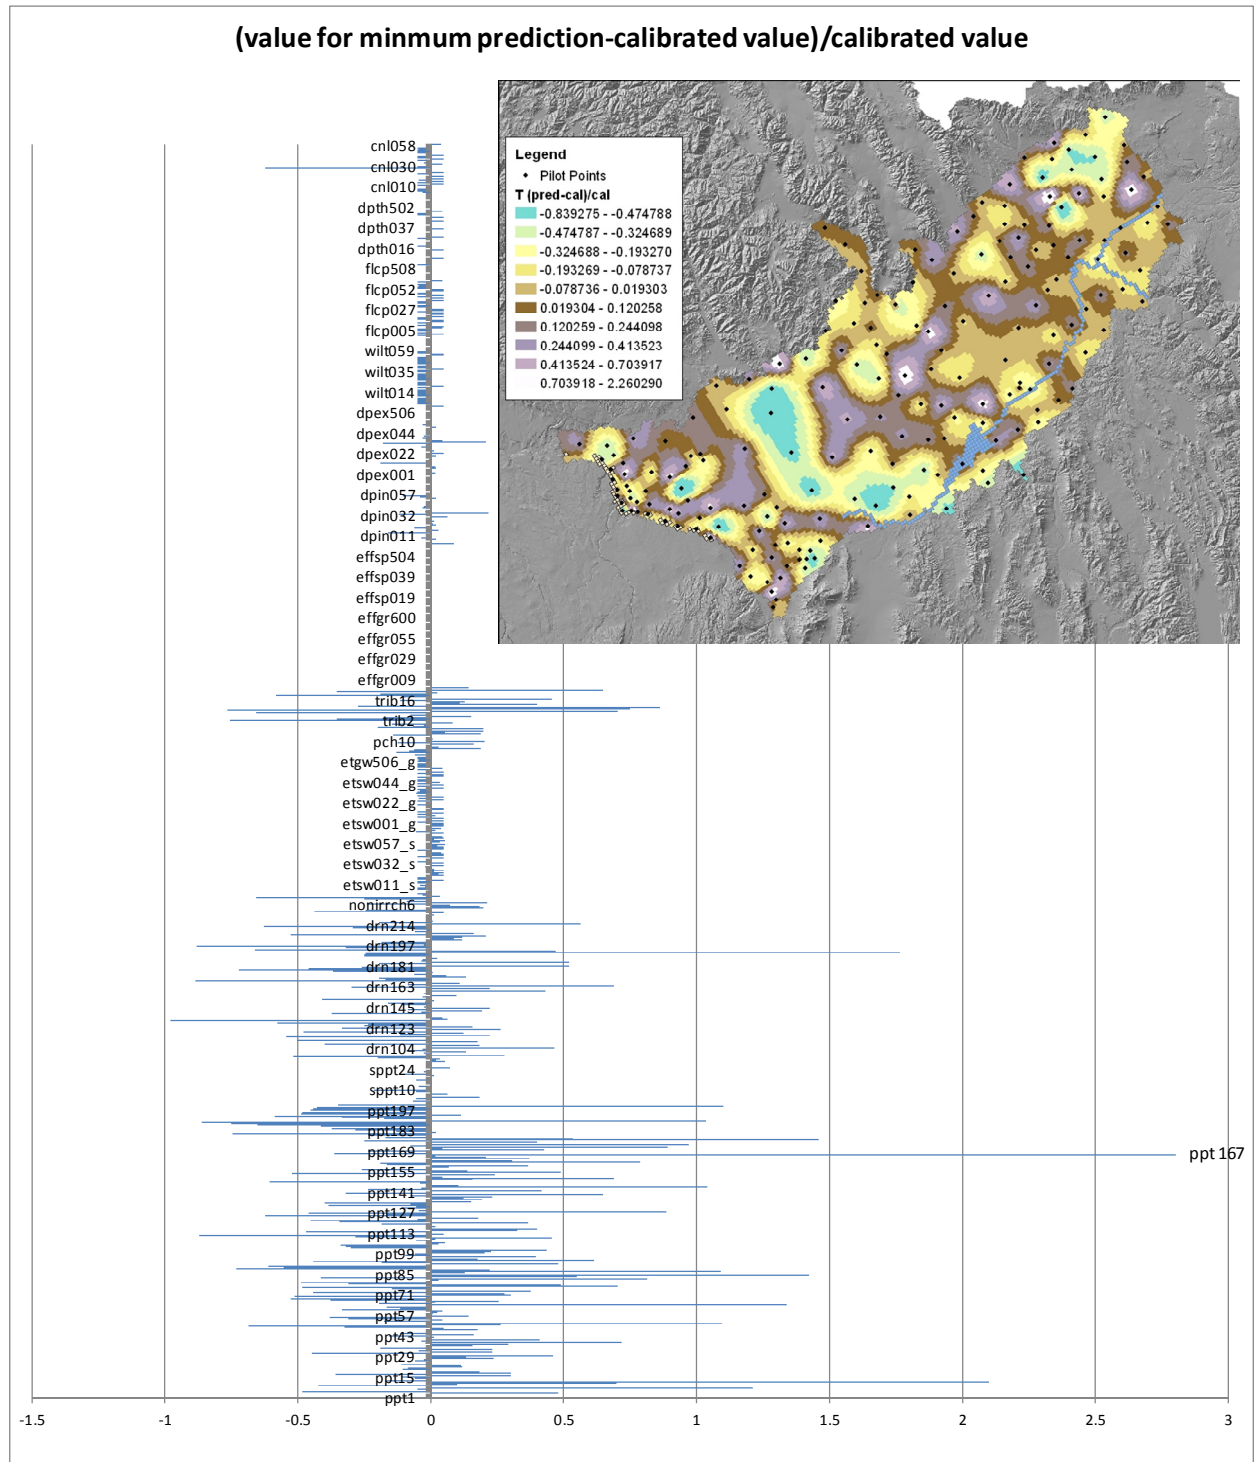 (value for minmum prediction-calibrated value)/calibrated value
Legend
Pilot Points
T (pred-cal)/cal
-0.839275 - -0.474788
-0.474787 - -0.324689
-0.324688 - -0.193270
-0.193269 - -0.078737
-0.078736 - 0.019303
0.019304 - 0.120258
0.120259 - 0.244098
0.244099 - 0.413523
0.413524 - 0.703917
0.703918 - 2.260290
cnl058
cnl030
cnl010
dpth502
dpth037
dpth016
flcp508
flcp052
flcp027
flcp005
wilt059
wilt035
wilt014
dpex506
dpex044
dpex022
dpex001
dpin057
dpin032
dpin011
effsp504
effsp039
effsp019
effgr600
effgr055
effgr029
effgr009
trib16
trib2
pch10
etgw506_g
etsw044_g
etsw022_g
etsw001_g
etsw057_s
etsw032_s
etsw011_s
nonirrch6
drn214
drn197
drn181
drn163
drn145
drn123
drn104
sppt24
sppt10
ppt197
ppt183
ppt169
ppt 167
ppt155
ppt141
ppt127
ppt113
ppt99
ppt85
ppt71
ppt57
ppt43
ppt29
ppt15
ppt1
-1.5 -1 -0.5 0 0.5 1 1.5 2 2.5 3